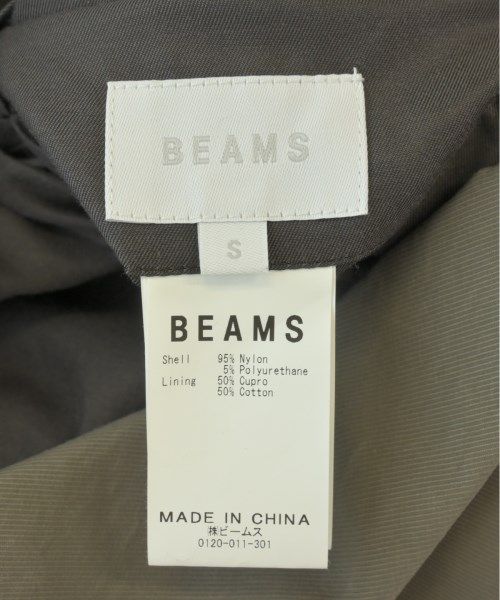 BEAMS
S
BEAMS
Shell 95% Nylon
5% Polyurethane
Lining 50% Cupro
50% Cotton
MADE IN CHINA
㈱ビームス
0120-011-301